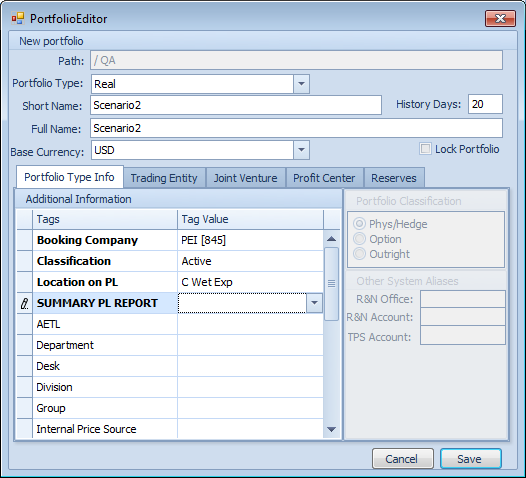 PortfolioEditor
New portfolio
Path: / QA
Portfolio Type: Real
Short Name: Scenario2 History Days: 20
Full Name: Scenario2
Base Currency: USD Lock Portfolio
Portfolio Type Info Trading Entity Joint Venture Profit Center Reserves
Additional Information
Tags Tag Value
Booking Company PEI [845]
Classification Active
Location on PL C Wet Exp
SUMMARY PL REPORT
AETL
Department
Desk
Division
Group
Internal Price Source
Portfolio Classification
Phys/Hedge
Option
Outright
Other System Aliases
R&N Office:
R&N Account:
TPS Account:
Cancel Save